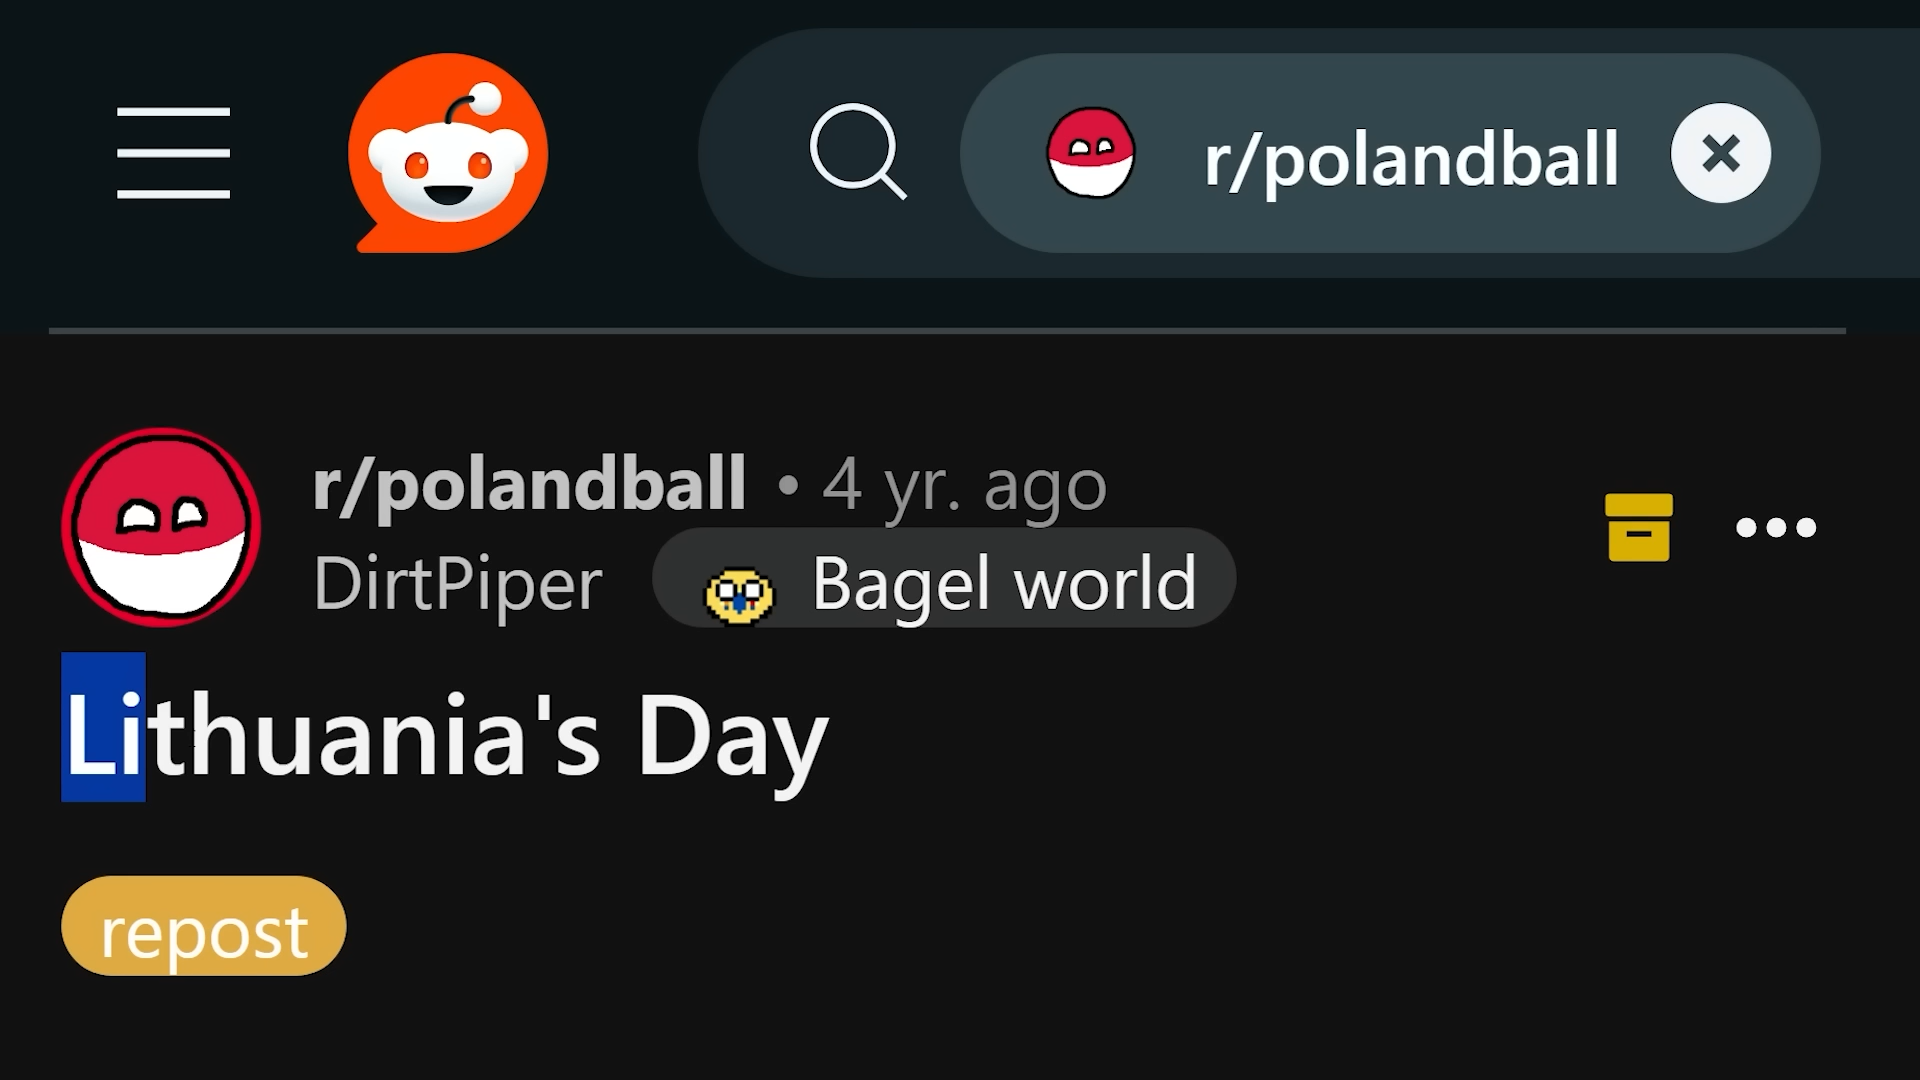 r/polandball
r/polandball • 4 yr. ago
DirtPiper Bagel world
Lithuania's Day
repost